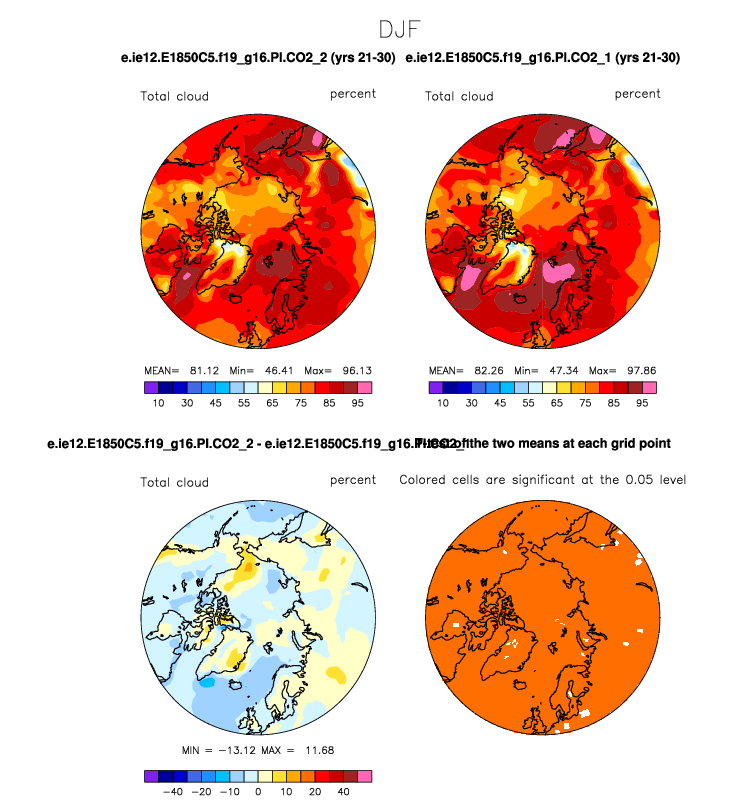 DJF
e.ie12.E1850C5.f19_g16.PI.CO2_2 (yrs 21-30) e.ie12.E1850C5.f19_g16.PI.CO2_1 (yrs 21-30)
Total cloud percent Total cloud percent
MEAN= 81.12 Min= 46.41 Max= 96.13 MEAN= 82.26 Min= 47.34 Max= 97.86
10 30 45 55 65 75 85 95 10 30 45 55 65 75 85 95
e.ie12.E1850C5.f19_g16.PI.CO2_2 - e.ie12.E1850C5.f19_g16.PI.CO2_1 T-test of the two means at each grid point
Total cloud percent Colored cells are significant at the 0.05 level
MIN = -13.12 MAX = 11.68
-40 -20 -10 0 10 20 40